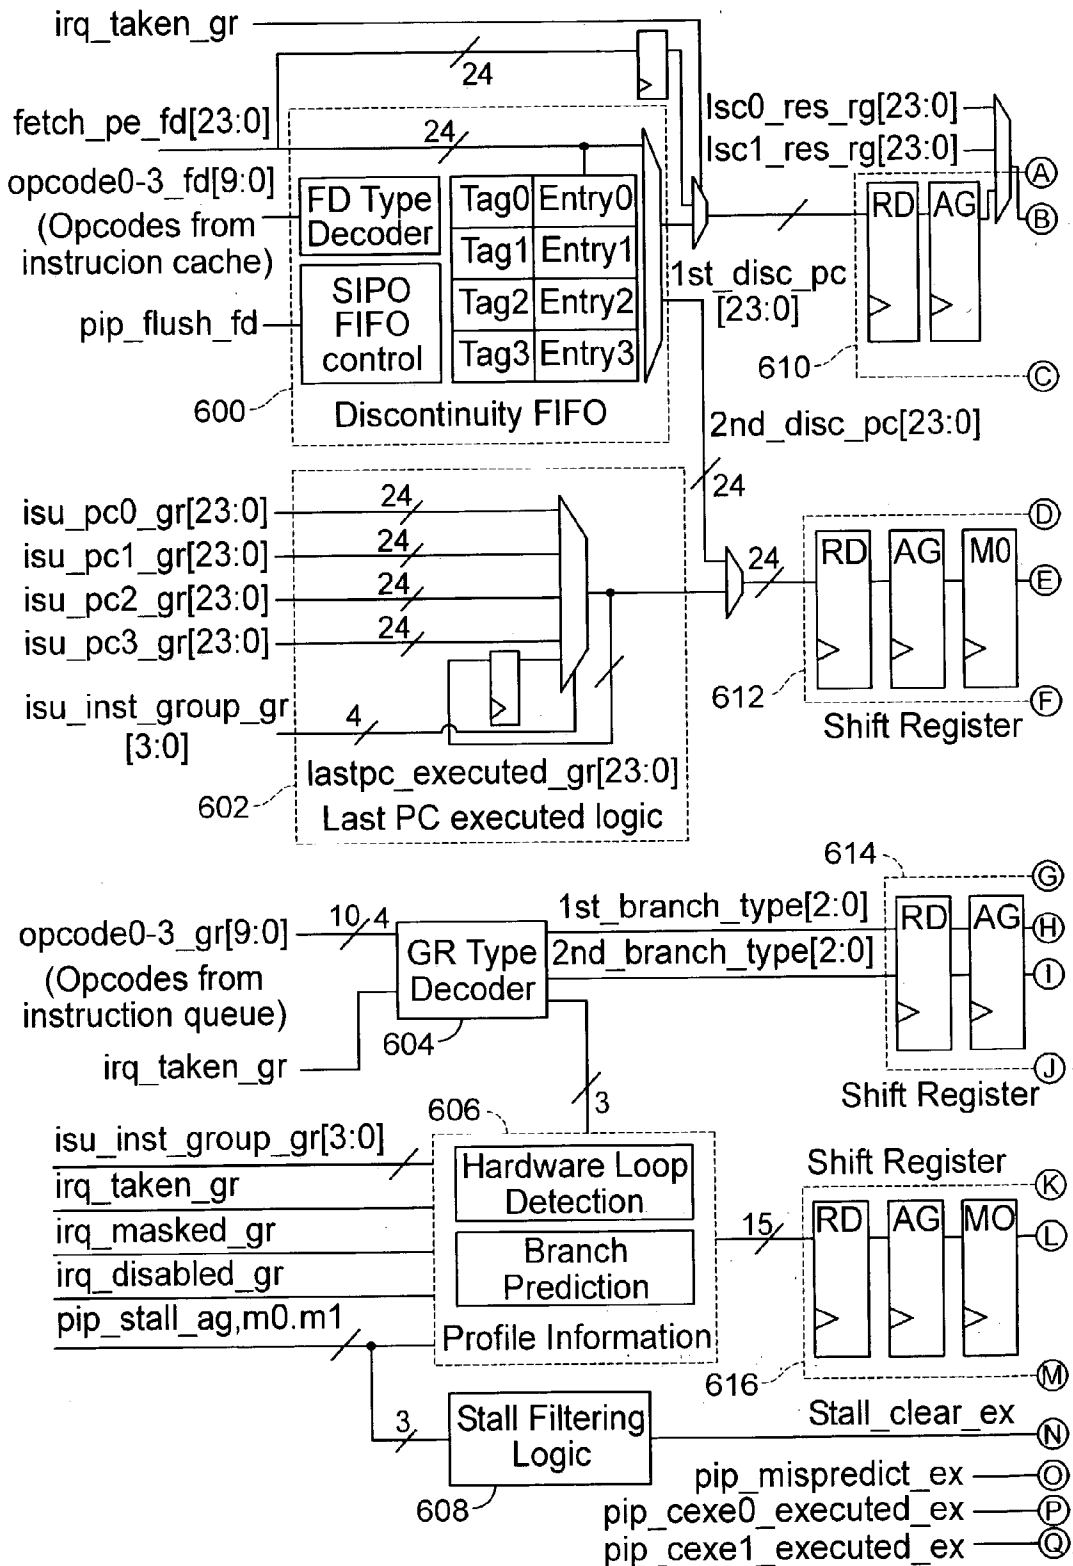 irq_taken_gr
24
fetch_pe_fd[23:0]
24
lsc0_res_rg[23:0]
lsc1_res_rg[23:0]
opcode0-3_fd[9:0]
(Opcodes from
instrucion cache)
FD Type
Decoder
Tag0 Entry0
Tag1 Entry1
Tag2 Entry2
Tag3 Entry3
SIPO
FIFO
control
pip_flush_fd
600
Discontinuity FIFO
1st_disc_pc
[23:0]
RD AG
610
A
B
C
2nd_disc_pc[23:0]
24
isu_pc0_gr[23:0]
24
isu_pc1_gr[23:0]
24
isu_pc2_gr[23:0]
24
isu_pc3_gr[23:0]
24
isu_inst_group_gr
[3:0]
4
lastpc_executed_gr[23:0]
602
Last PC executed logic
24
RD AG M0
612
Shift Register
D
E
F
614
opcode0-3_gr[9:0]
10 4
(Opcodes from
instruction queue)
irq_taken_gr
GR Type
Decoder
604
1st_branch_type[2:0]
2nd_branch_type[2:0]
RD AG
G
H
I
J
Shift Register
3
606
isu_inst_group_gr[3:0]
irq_taken_gr
irq_masked_gr
irq_disabled_gr
pip_stall_ag,m0.m1
Hardware Loop
Detection
Branch
Prediction
Profile Information
15
Shift Register
RD AG MO
616
K
L
M
3
Stall Filtering
Logic
608
Stall_clear_ex
N
pip_mispredict_ex
O
pip_cexe0_executed_ex
P
pip_cexe1_executed_ex
Q